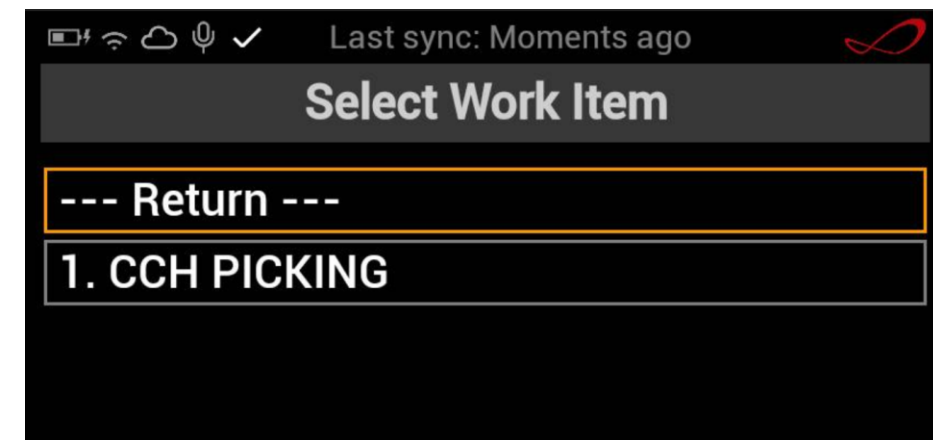 Last sync: Moments ago
Select Work Item
--- Return ---
1. CCH PICKING